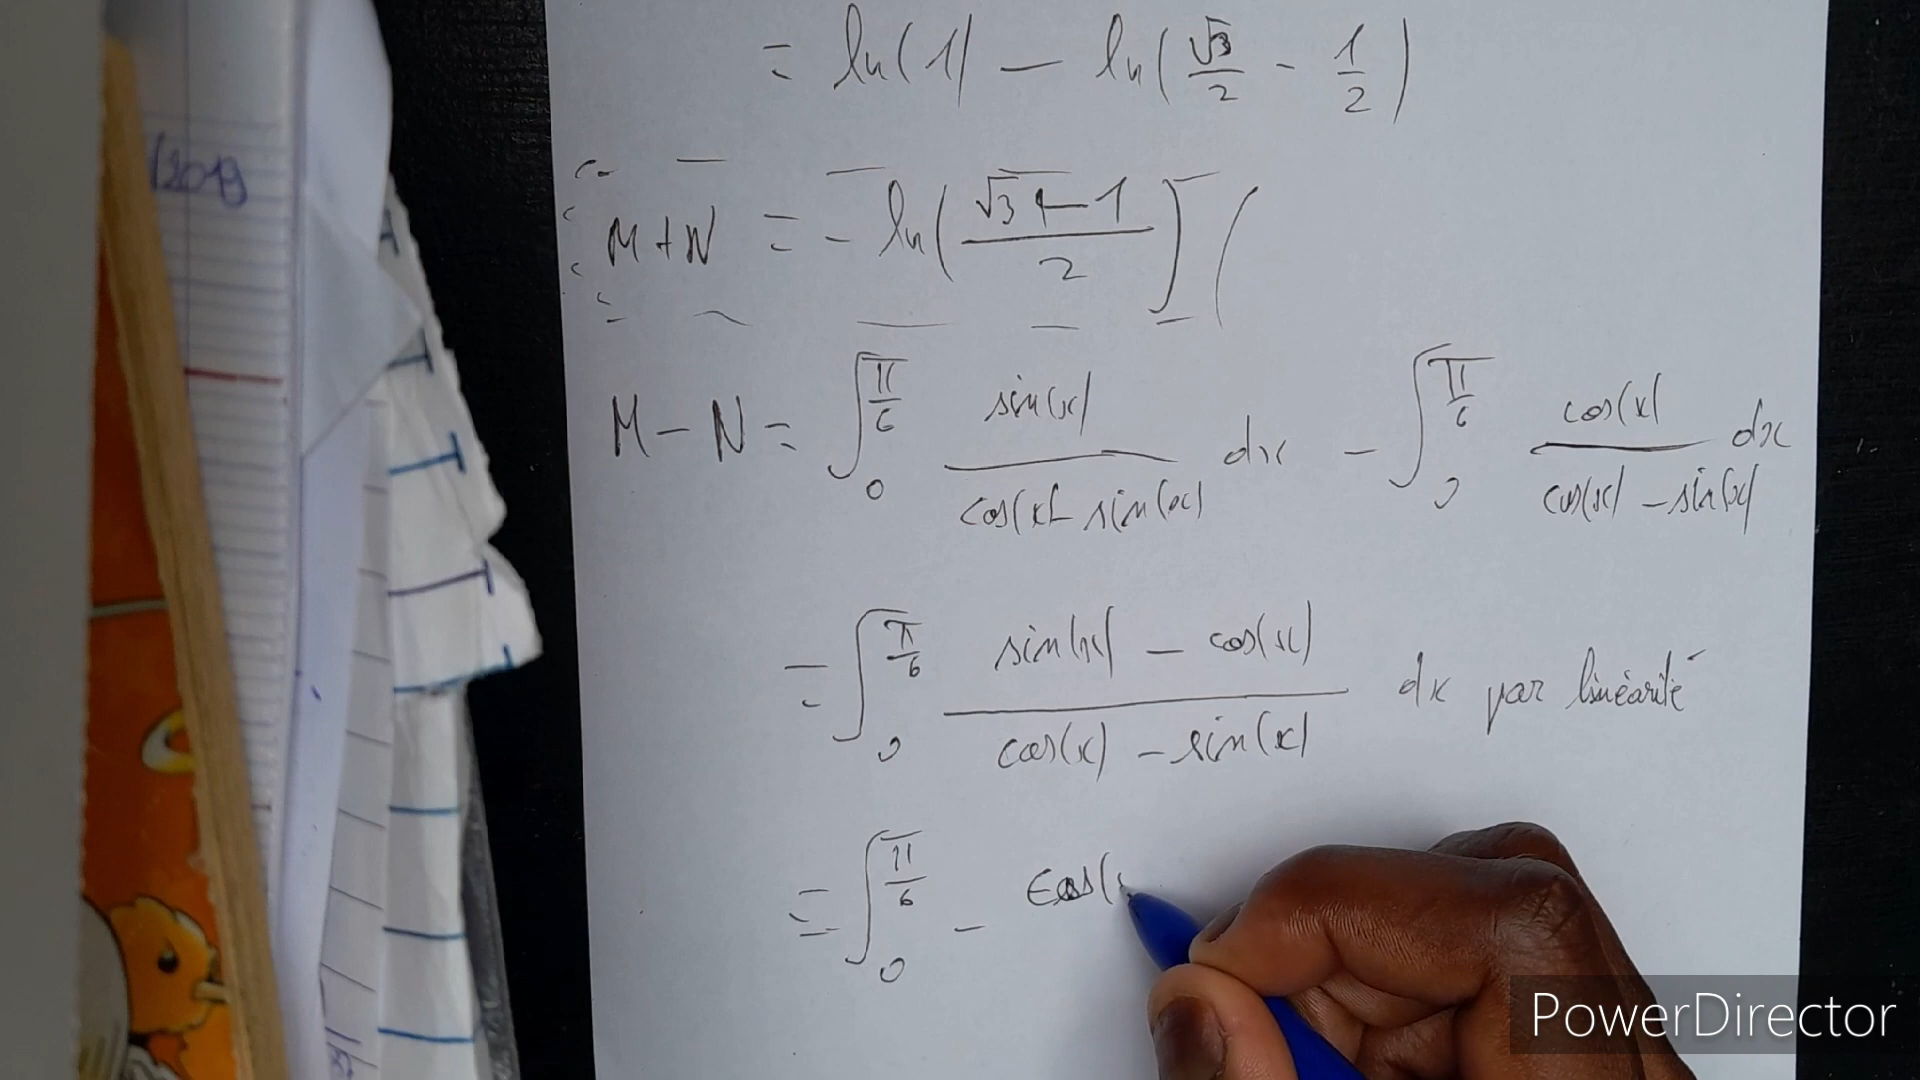 = ln(1) - ln(√3/2 - 1/2)
/2019
M+N = - ln((√3 - 1)/2)
M - N = ∫₀^(π/6) sin(x)/(cos(x) - sin(x)) dx - ∫₀^(π/6) cos(x)/(cos(x) - sin(x)) dx
= ∫₀^(π/6) (sin(x) - cos(x))/(cos(x) - sin(x)) dx par linéarité
= ∫₀^(π/6) - cos(
PowerDirector